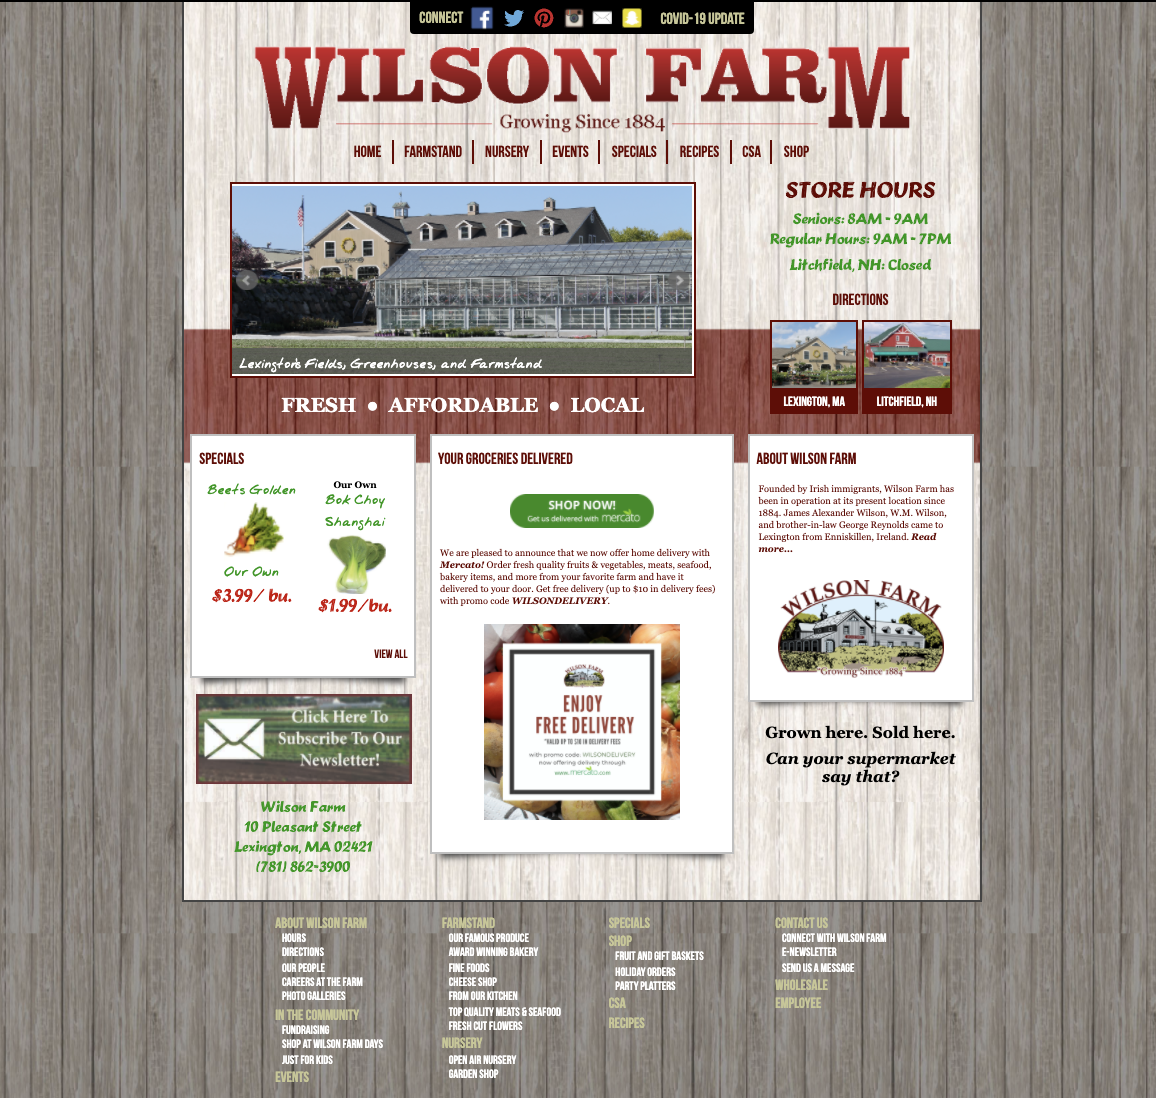 CONNECT
COVID-19 UPDATE
WILSON FARM
Growing Since 1884
HOME
FARMSTAND
NURSERY
EVENTS
SPECIALS
RECIPES
CSA
SHOP
Lexington's Fields, Greenhouses, and Farmstand
FRESH ● AFFORDABLE ● LOCAL
STORE HOURS
Seniors: 8AM - 9AM
Regular Hours: 9AM - 7PM
Litchfield, NH: Closed
DIRECTIONS
LEXINGTON, MA
LITCHFIELD, NH
SPECIALS
Beets Golden
Our Own
$3.99/ bu.
Our Own
Bok Choy
Shanghai
$1.99/bu.
VIEW ALL
Click Here To
Subscribe To Our
Newsletter!
Wilson Farm
10 Pleasant Street
Lexington, MA 02421
(781) 862-3900
YOUR GROCERIES DELIVERED
SHOP NOW!
Get us delivered with mercato
We are pleased to announce that we now offer home delivery with
Mercato! Order fresh quality fruits & vegetables, meats, seafood,
bakery items, and more from your favorite farm and have it
delivered to your door. Get free delivery (up to $10 in delivery fees)
with promo code WILSONDELIVERY.
WILSON FARM
ENJOY
FREE DELIVERY
*VALID UP TO $10 IN DELIVERY FEES
with promo code: WILSONDELIVERY
now offering delivery through
www.mercato.com
ABOUT WILSON FARM
Founded by Irish immigrants, Wilson Farm has
been in operation at its present location since
1884. James Alexander Wilson, W.M. Wilson,
and brother-in-law George Reynolds came to
Lexington from Enniskillen, Ireland. Read
more...
WILSON FARM
Growing Since 1884
Grown here. Sold here.
Can your supermarket
say that?
ABOUT WILSON FARM
HOURS
DIRECTIONS
OUR PEOPLE
CAREERS AT THE FARM
PHOTO GALLERIES
IN THE COMMUNITY
FUNDRAISING
SHOP AT WILSON FARM DAYS
JUST FOR KIDS
EVENTS
FARMSTAND
OUR FAMOUS PRODUCE
AWARD WINNING BAKERY
FINE FOODS
CHEESE SHOP
FROM OUR KITCHEN
TOP QUALITY MEATS & SEAFOOD
FRESH CUT FLOWERS
NURSERY
OPEN AIR NURSERY
GARDEN SHOP
SPECIALS
SHOP
FRUIT AND GIFT BASKETS
HOLIDAY ORDERS
PARTY PLATTERS
CSA
RECIPES
CONTACT US
CONNECT WITH WILSON FARM
E-NEWSLETTER
SEND US A MESSAGE
WHOLESALE
EMPLOYEE